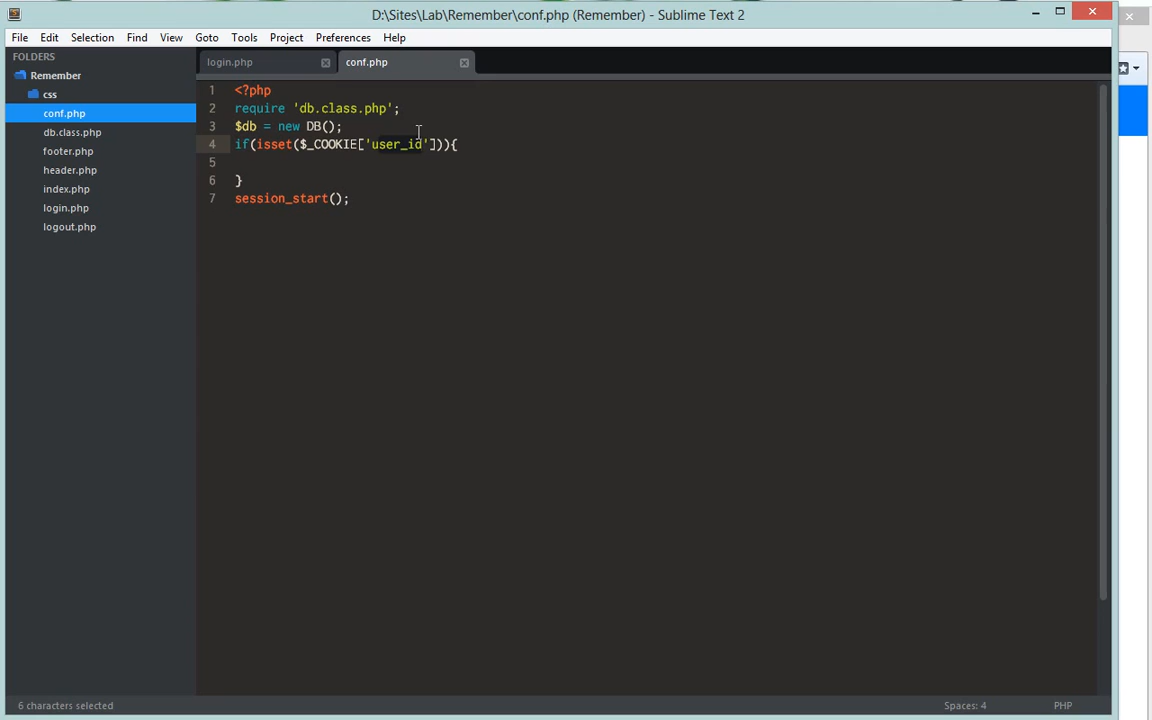 D:\Sites\Lab\Remember\conf.php (Remember) - Sublime Text 2
File Edit Selection Find View Goto Tools Project Preferences Help
FOLDERS
Remember
css
conf.php
db.class.php
footer.php
header.php
index.php
login.php
logout.php
login.php conf.php
1 <?php
2 require 'db.class.php';
3 $db = new DB();
4 if(isset($_COOKIE['user_id'])){
5
6 }
7 session_start();
6 characters selected Spaces: 4 PHP